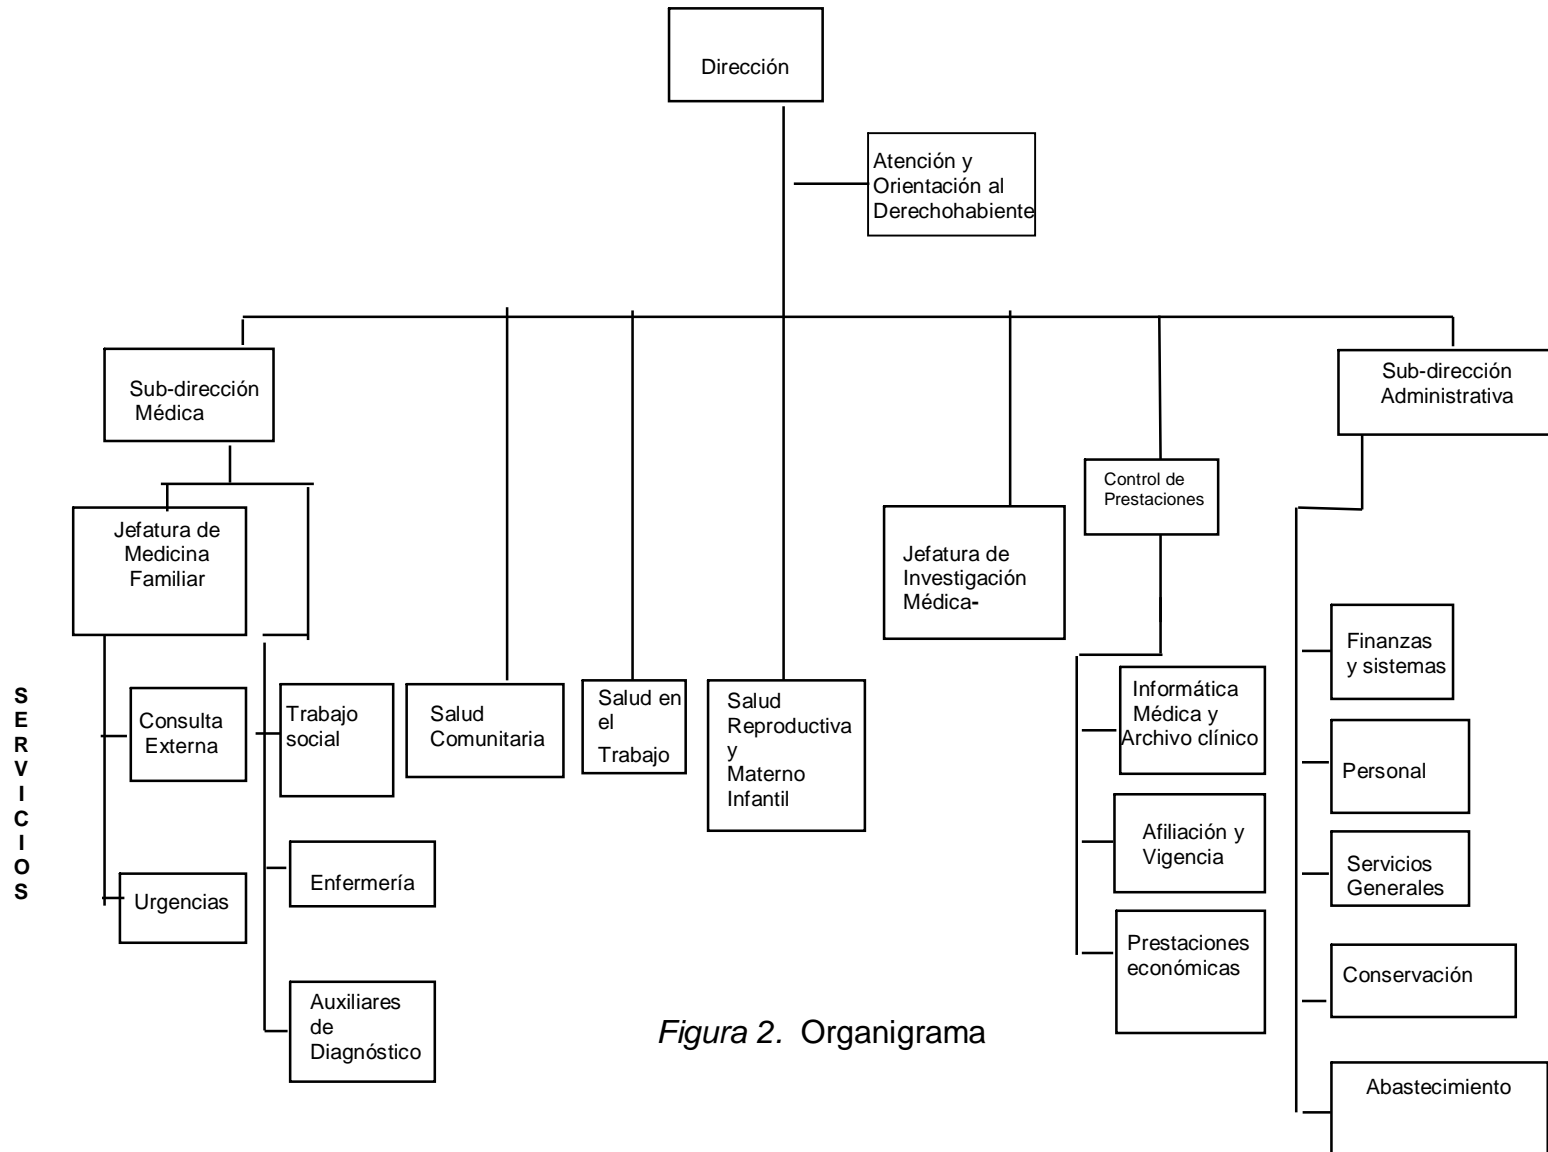 Dirección
Atención y
Orientación al
Derechohabiente
Sub-dirección
Médica
Sub-dirección
Administrativa
Control de
Prestaciones
Jefatura de
Medicina
Familiar
Jefatura de
Investigación
Médica-
Finanzas
y sistemas
Informática
Médica y
Archivo clínico
S
E
R
V
I
C
I
O
S
Consulta
Externa
Trabajo
social
Salud
Comunitaria
Salud en
el
Trabajo
Salud
Reproductiva
y
Materno
Infantil
Personal
Afiliación y
Vigencia
Servicios
Generales
Urgencias
Enfermería
Prestaciones
económicas
Conservación
Auxiliares
de
Diagnóstico
Figura 2. Organigrama
Abastecimiento